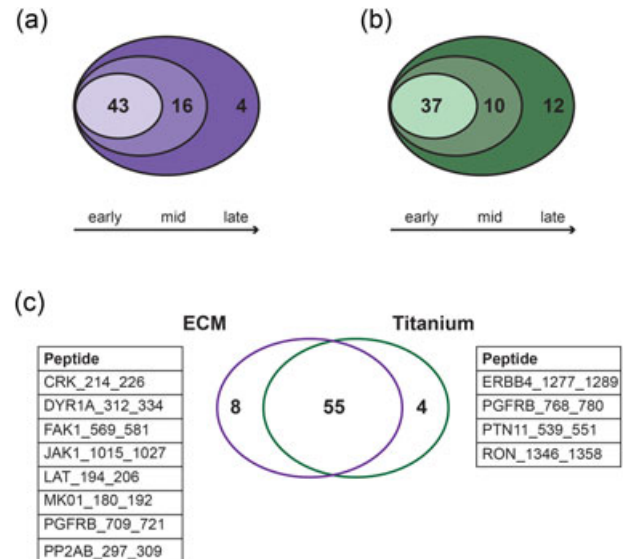 (a)
43 16 4
early mid late
(b)
37 10 12
early mid late
(c)
ECM Titanium
Peptide
CRK_214_226
DYR1A_312_334
FAK1_569_581
JAK1_1015_1027
LAT_194_206
MK01_180_192
PGFRB_709_721
PP2AB_297_309
8 55 4
Peptide
ERBB4_1277_1289
PGFRB_768_780
PTN11_539_551
RON_1346_1358